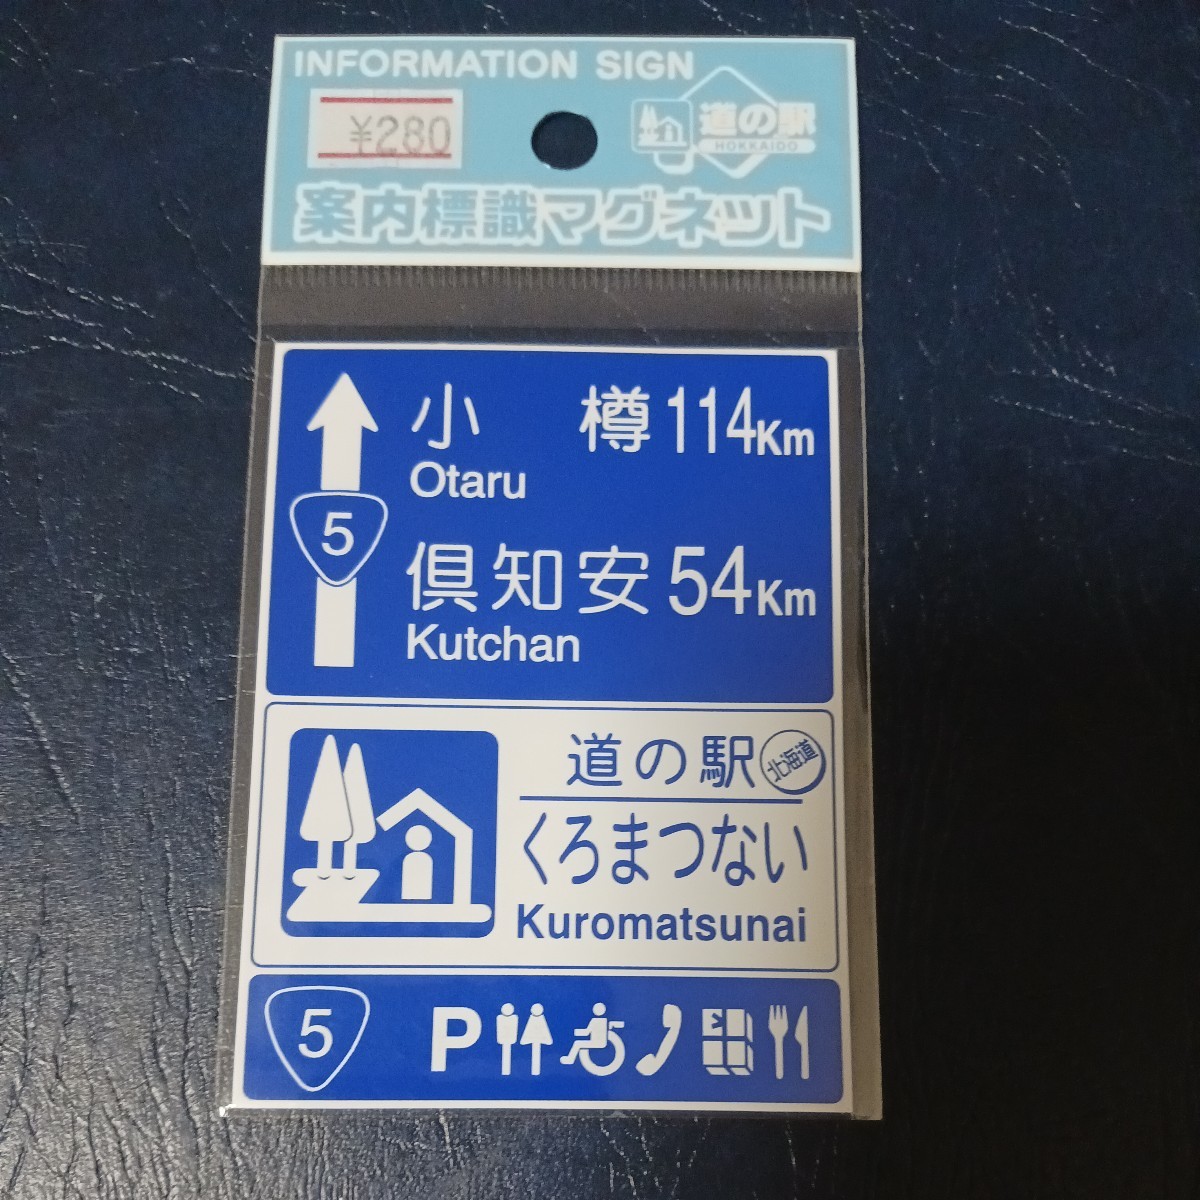 INFORMATION SIGN
¥280
道の駅
HOKKAIDO
案内標識マグネット
小 樽 114Km
Otaru
5
倶知安 54Km
Kutchan
道の駅 北海道
くろまつない
Kuromatsunai
5 P